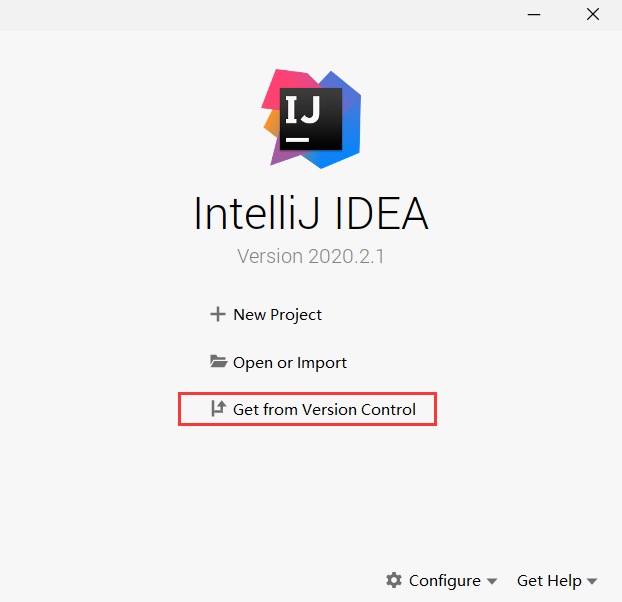 IJ
IntelliJ IDEA
Version 2020.2.1
New Project
Open or Import
Get from Version Control
Configure
Get Help